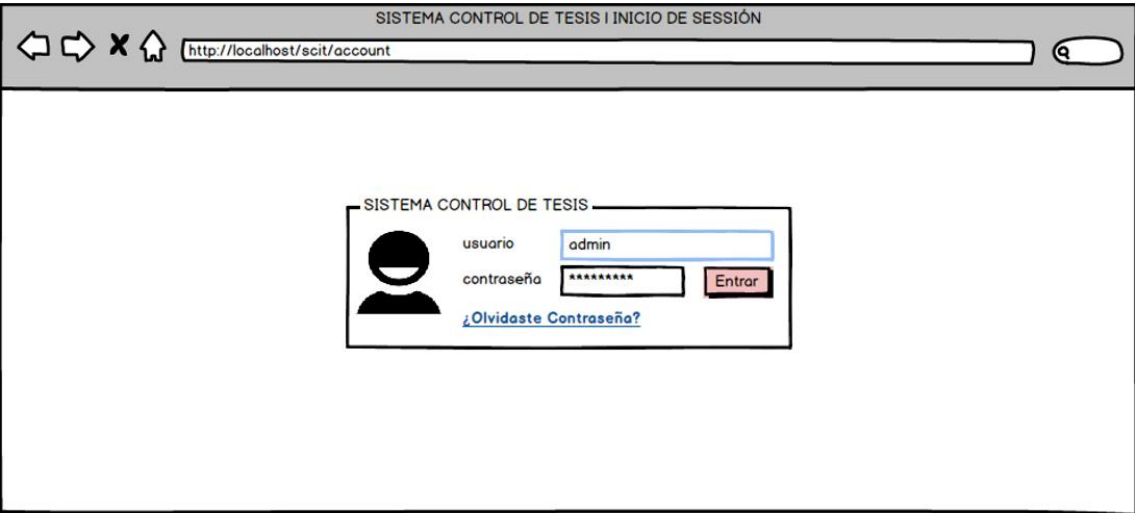 SISTEMA CONTROL DE TESIS | INICIO DE SESSIÓN
http://localhost/scit/account
SISTEMA CONTROL DE TESIS
usuario admin
contraseña ********* Entrar
¿Olvidaste Contraseña?